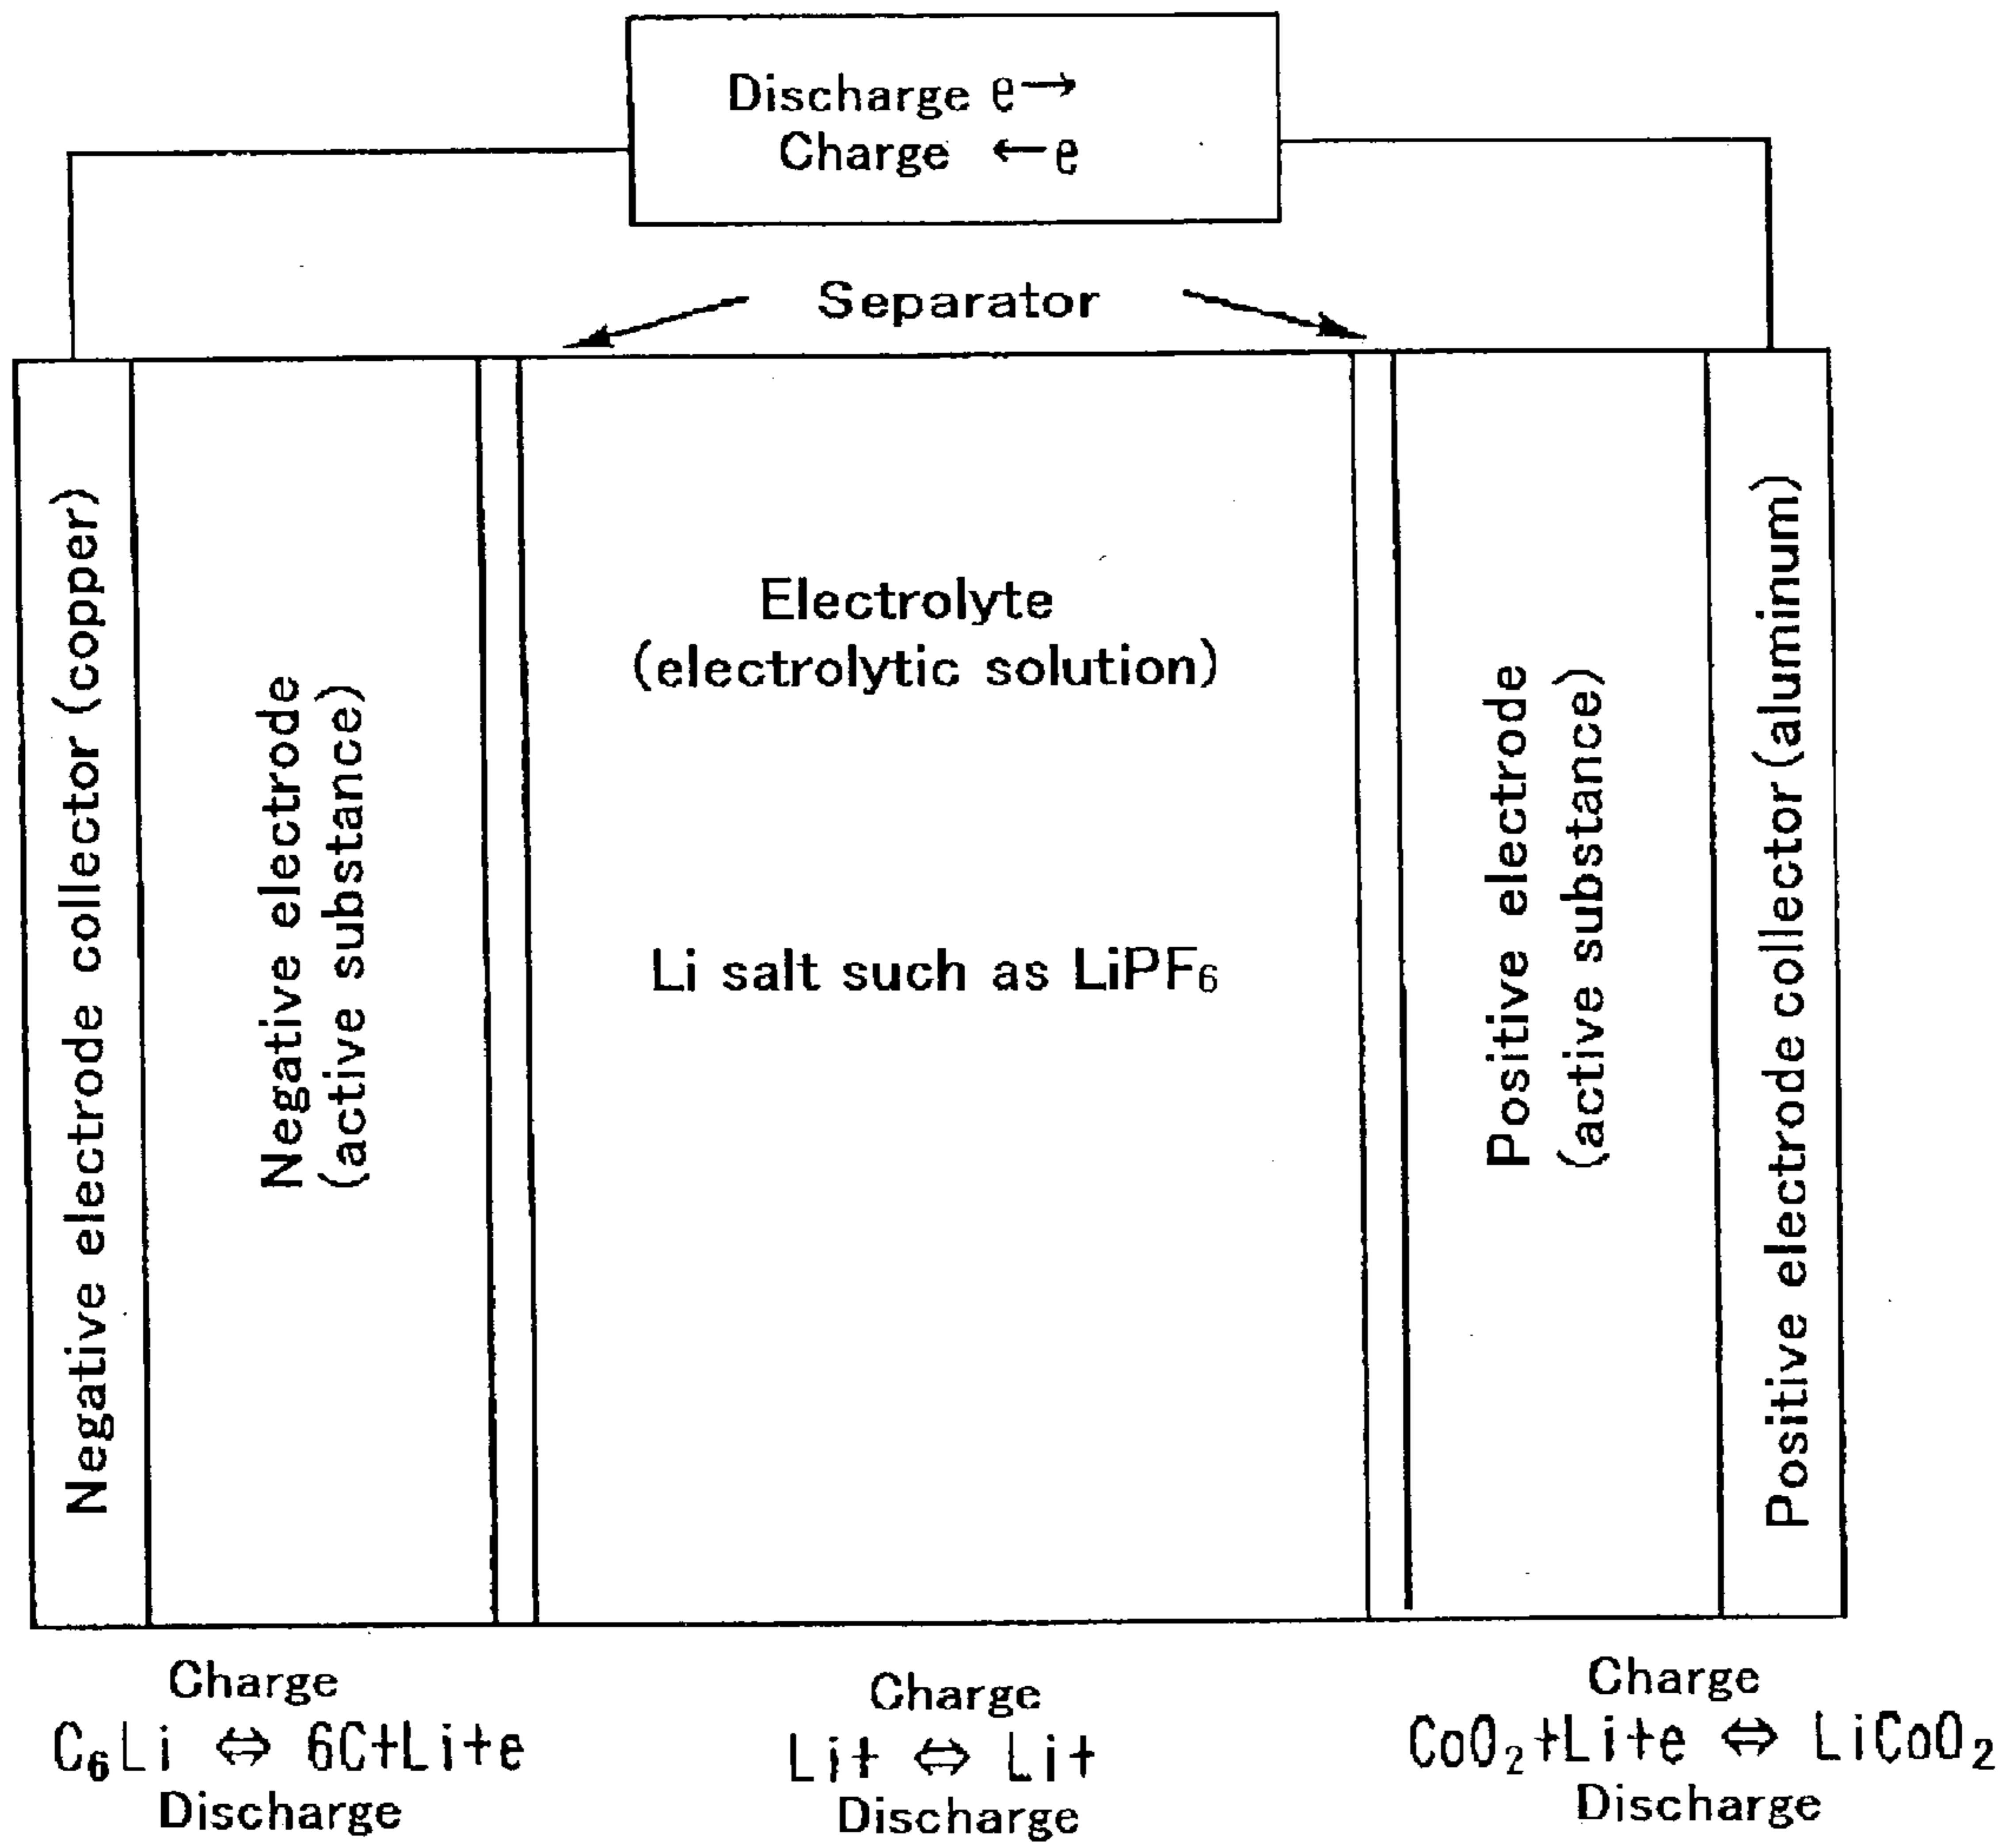 Discharge e→
Charge ←e
Separator
Negative electrode collector (copper)
Negative electrode
(active substance)
Electrolyte
(electrolytic solution)
Li salt such as LiPF₆
Positive electrode
(active substance)
Positive electrode collector (aluminum)
Charge
C₆Li ⇔ 6C+Li+e
Discharge
Charge
Li+ ⇔ Li+
Discharge
Charge
CoO₂+Li+e ⇔ LiCoO₂
Discharge